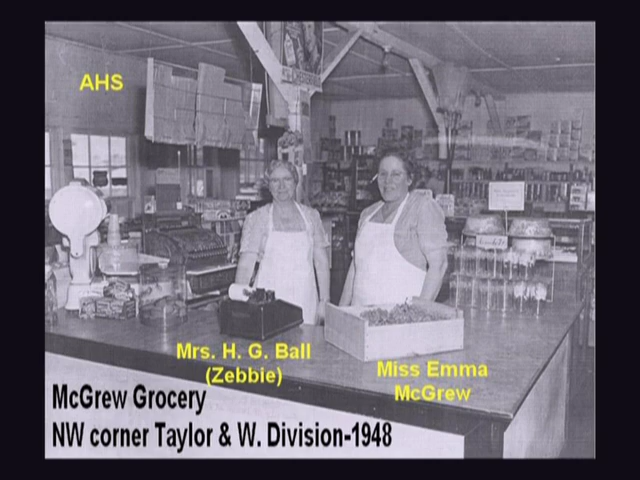 AHS
Mrs. H. G. Ball
(Zebbie)
Miss Emma
McGrew
McGrew Grocery
NW corner Taylor & W. Division-1948